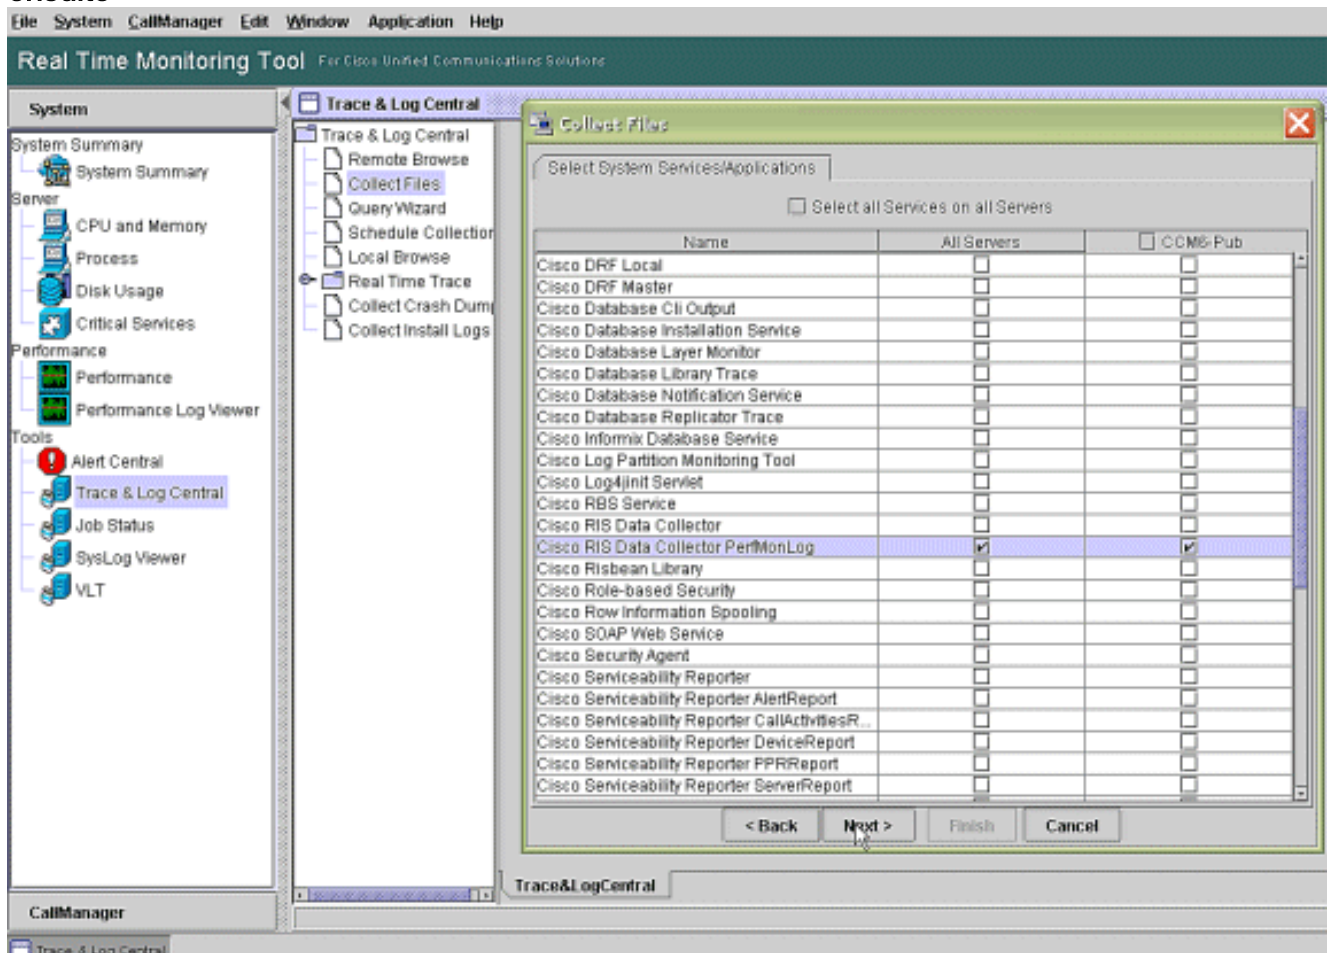 File System CallManager Edit Window Application Help
Real Time Monitoring Tool For Cisco Unified Communications Solutions
System
System Summary
System Summary
Server
CPU and Memory
Process
Disk Usage
Critical Services
Performance
Performance
Performance Log Viewer
Tools
Alert Central
Trace & Log Central
Job Status
SysLog Viewer
VLT
CallManager
Trace & Log Central
Trace & Log Central
Remote Browse
Collect Files
Query Wizard
Schedule Collection
Local Browse
Real Time Trace
Collect Crash Dum
Collect Install Logs
Collect Files
Select System Services/Applications
Select all Services on all Servers
Name All Servers CCM6-Pub
Cisco DRF Local
Cisco DRF Master
Cisco Database Cli Output
Cisco Database Installation Service
Cisco Database Layer Monitor
Cisco Database Library Trace
Cisco Database Notification Service
Cisco Database Replicator Trace
Cisco Informix Database Service
Cisco Log Partition Monitoring Tool
Cisco Log4jinit Servlet
Cisco RBS Service
Cisco RIS Data Collector
Cisco RIS Data Collector PerfMonLog
Cisco Risbean Library
Cisco Role-based Security
Cisco Row Information Spooling
Cisco SOAP Web Service
Cisco Security Agent
Cisco Serviceability Reporter
Cisco Serviceability Reporter AlertReport
Cisco Serviceability Reporter CallActivitiesR...
Cisco Serviceability Reporter DeviceReport
Cisco Serviceability Reporter PPRReport
Cisco Serviceability Reporter ServerReport
< Back Next > Finish Cancel
Trace&LogCentral
Trace & Log Central